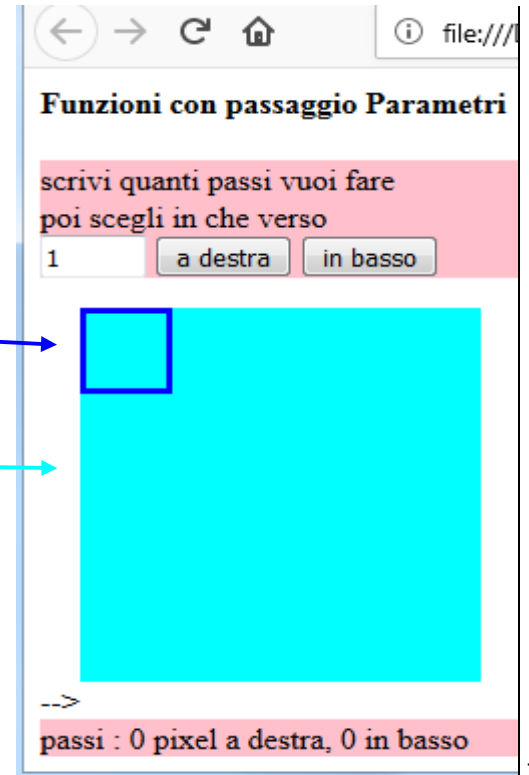 file:///
Funzioni con passaggio Parametri
scrivi quanti passi vuoi fare
poi scegli in che verso
1 a destra in basso
-->
passi : 0 pixel a destra, 0 in basso